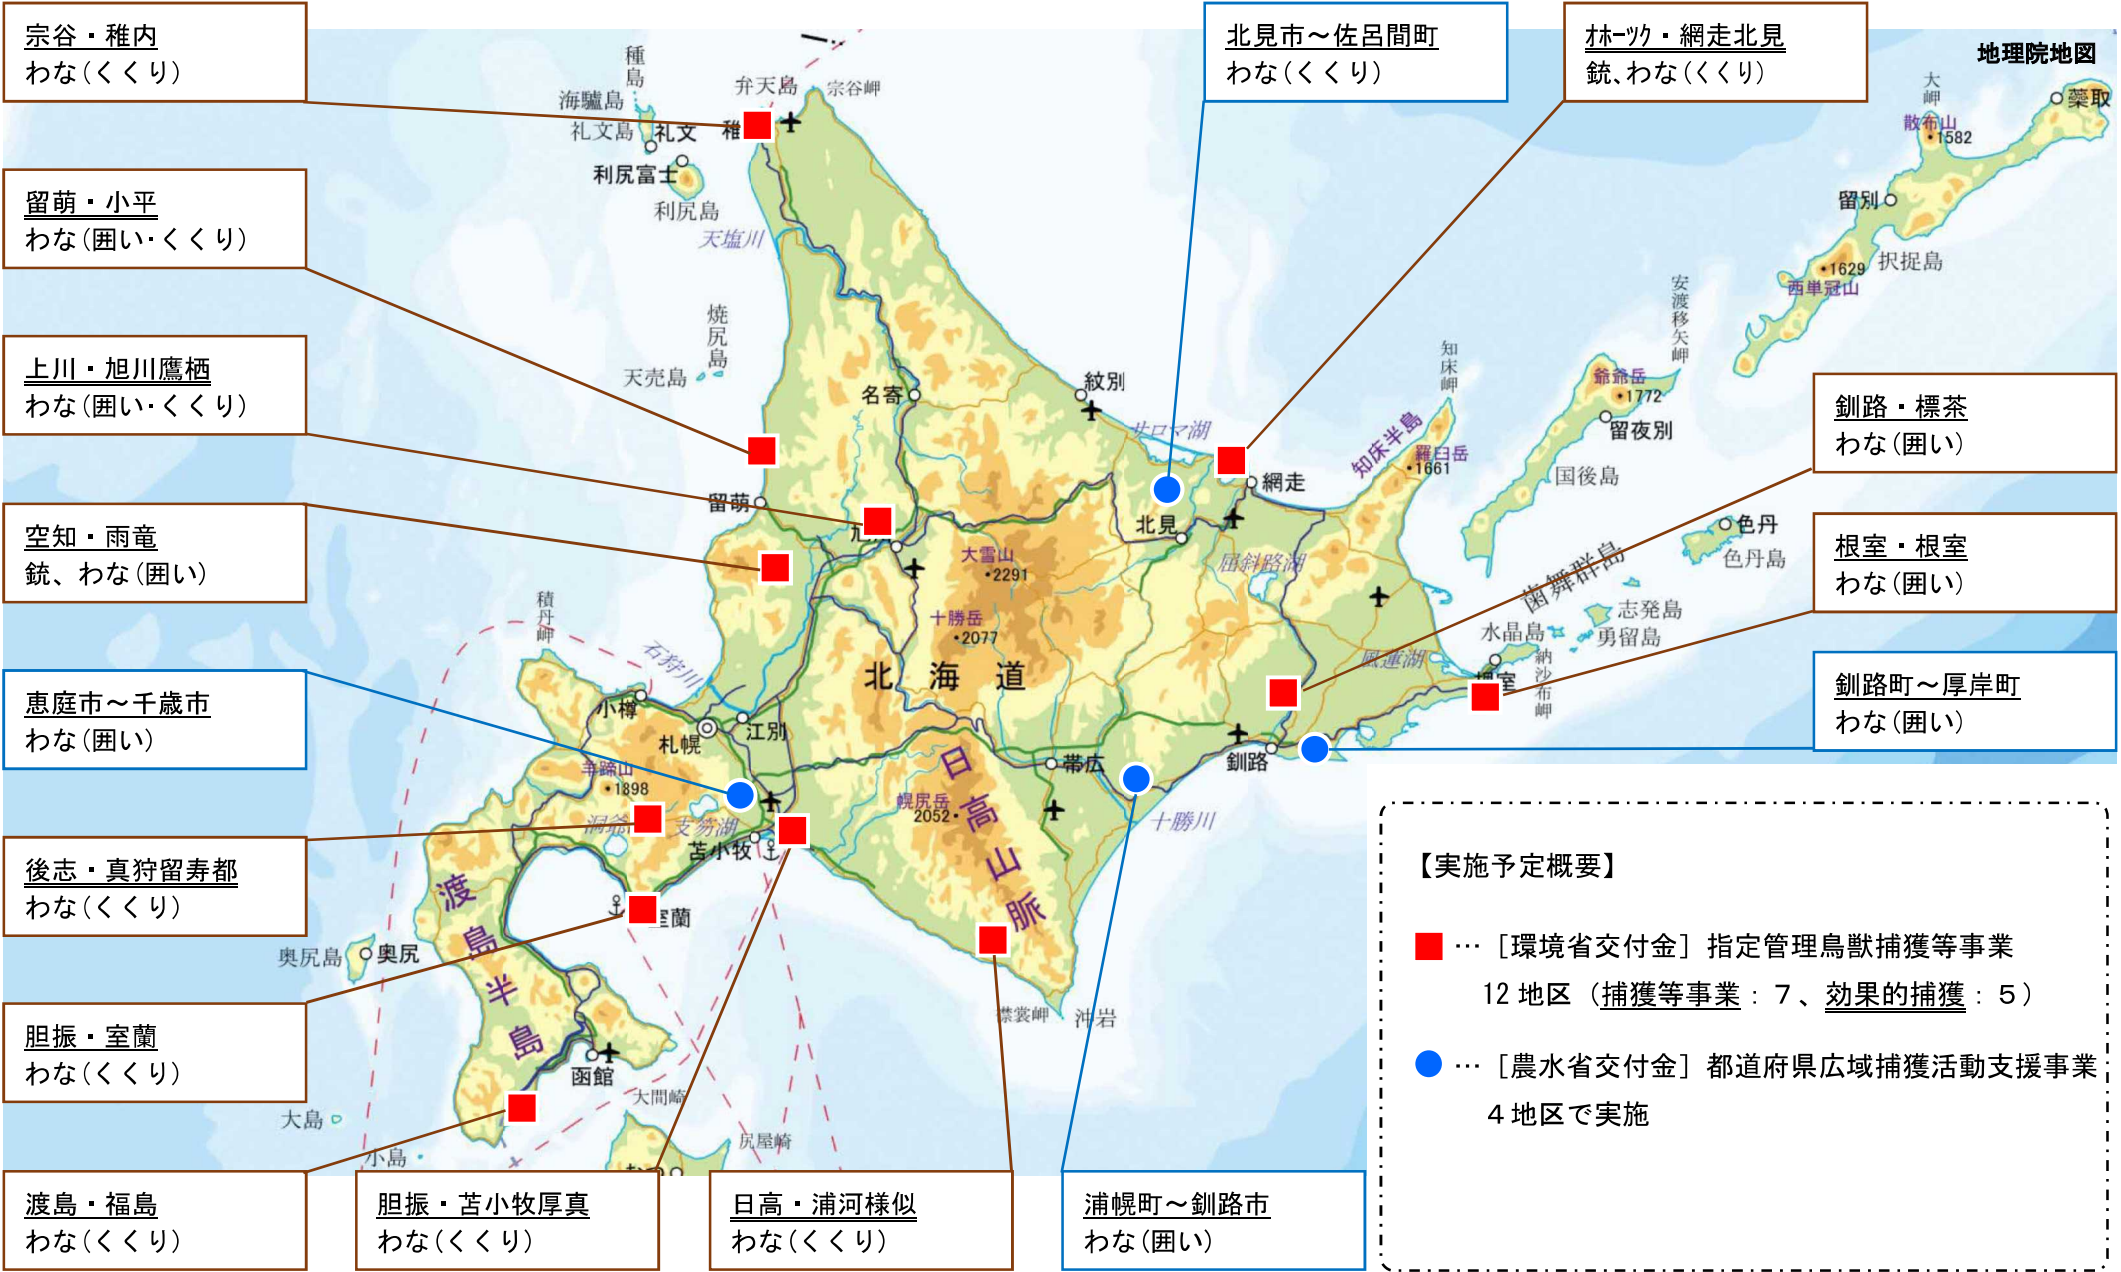 宗谷・稚内
わな(くくり)
留萌・小平
わな(囲い・くくり)
上川・旭川鷹栖
わな(囲い・くくり)
空知・雨竜
銃、わな(囲い)
恵庭市～千歳市
わな(囲い)
後志・真狩留寿都
わな(くくり)
胆振・室蘭
わな(くくり)
渡島・福島
わな(くくり)
胆振・苫小牧厚真
わな(くくり)
日高・浦河様似
わな(くくり)
浦幌町～釧路市
わな(囲い)
北見市～佐呂間町
わな(くくり)
ｵﾎｰﾂｸ・網走北見
銃、わな(くくり)
釧路・標茶
わな(囲い)
根室・根室
わな(囲い)
釧路町～厚岸町
わな(囲い)
地理院地図
種島
海驢島
礼文島
礼文
利尻富士
利尻島
弁天島
宗谷岬
稚
天塩川
焼尻島
天売島
名寄
紋別
サロマ湖
網走
北見
留萌
大雪山
2291
十勝岳
2077
北海道
屈斜路湖
知床岬
知床半島
羅臼岳
1661
大岬
散布山
1582
蘂取
留別
択捉島
1629
西単冠山
安渡移矢岬
爺爺岳
1772
留夜別
国後島
色丹
色丹島
歯舞群島
志発島
水晶島
勇留島
納沙布岬
風蓮湖
室
釧路
帯広
十勝川
日高山脈
幌尻岳
2052
積丹岬
石狩川
小樽
札幌
江別
羊蹄山
1898
洞爺
支笏湖
苫小牧
室蘭
渡島半島
奥尻島
奥尻
函館
大島
小島
大間崎
尻屋崎
むつ
襟裳岬
沖岩
【実施予定概要】
…［環境省交付金］指定管理鳥獣捕獲等事業
12地区（捕獲等事業：７、効果的捕獲：５）
…［農水省交付金］都道府県広域捕獲活動支援事業
４地区で実施